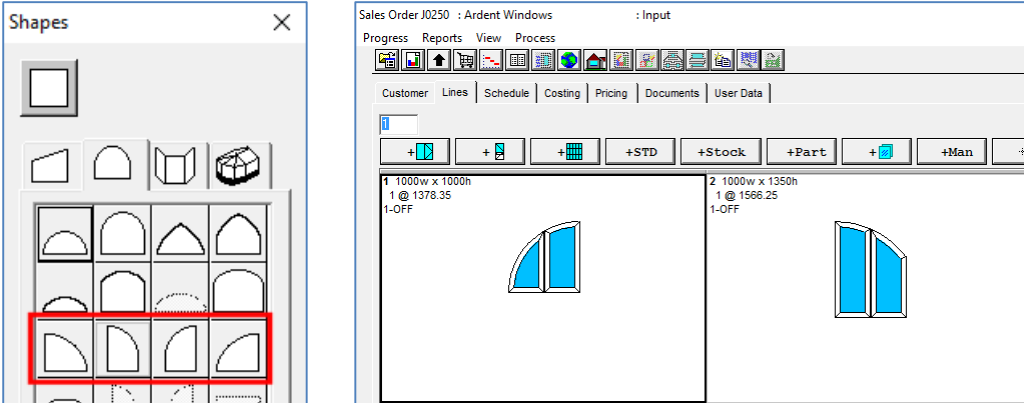 Shapes
Sales Order J0250 : Ardent Windows : Input
Progress Reports View Process
Customer Lines Schedule Costing Pricing Documents User Data
1
+ + + +STD +Stock +Part + +Man +
1 1000w x 1000h
1 @ 1378.35
1-OFF
2 1000w x 1350h
1 @ 1566.25
1-OFF